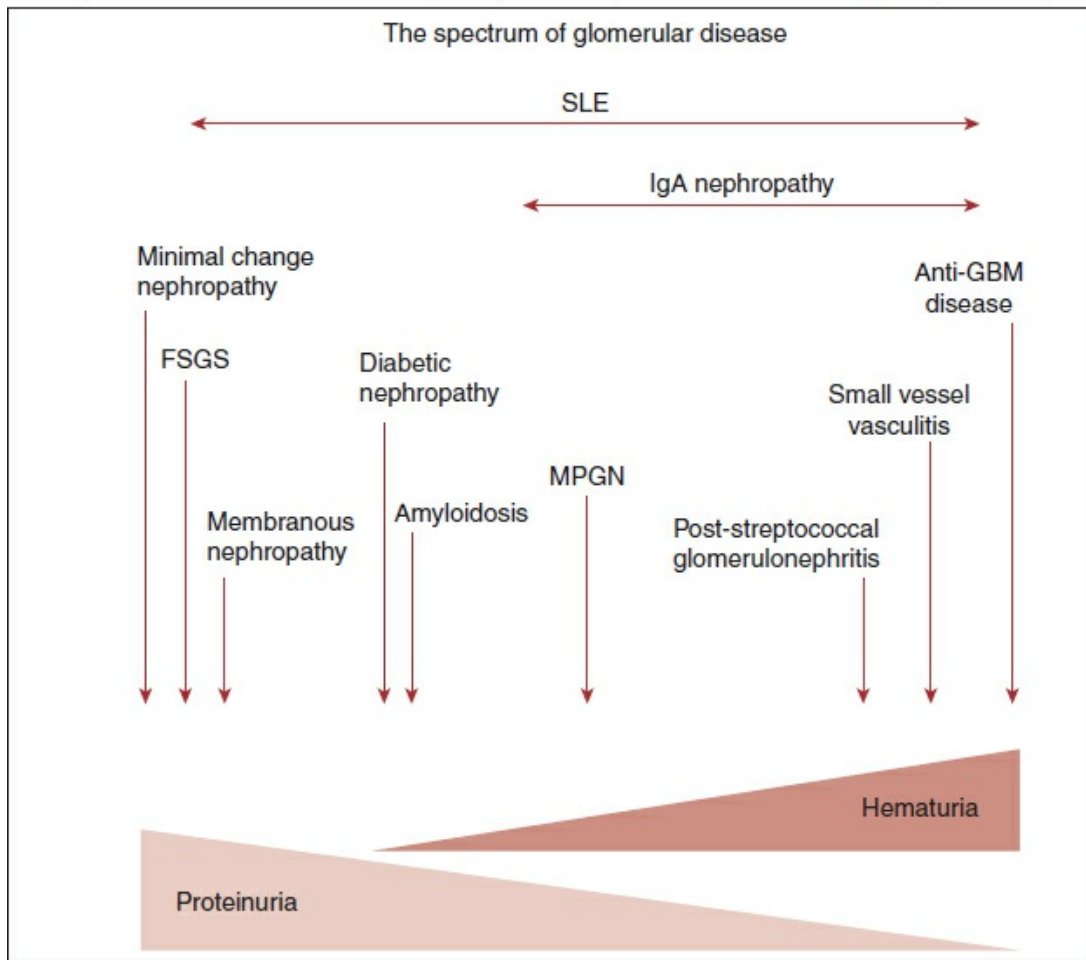 The spectrum of glomerular disease
SLE
IgA nephropathy
Minimal change
nephropathy
Anti-GBM
disease
FSGS
Diabetic
nephropathy
Small vessel
vasculitis
MPGN
Membranous
nephropathy
Amyloidosis
Post-streptococcal
glomerulonephritis
Hematuria
Proteinuria